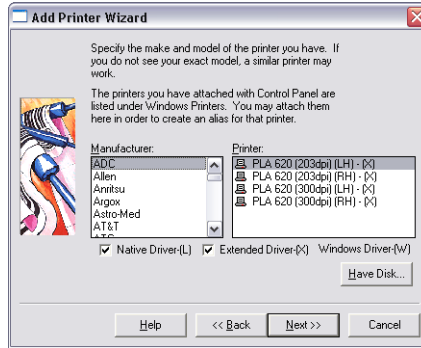 Add Printer Wizard
Specify the make and model of the printer you have. If
you do not see your exact model, a similar printer may
work.
The printers you have attached with Control Panel are
listed under Windows Printers. You may attach them
here in order to create an alias for that printer.
Manufacturer:
Printer:
ADC
Allen
Anritsu
Argox
Astro-Med
AT&T
PLA 620 (203dpi) (LH) - (X)
PLA 620 (203dpi) (RH) - (X)
PLA 620 (300dpi) (LH) - (X)
PLA 620 (300dpi) (RH) - (X)
Native Driver-(L)
Extended Driver-(X)
Windows Driver-(W)
Have Disk...
Help
<< Back
Next >>
Cancel